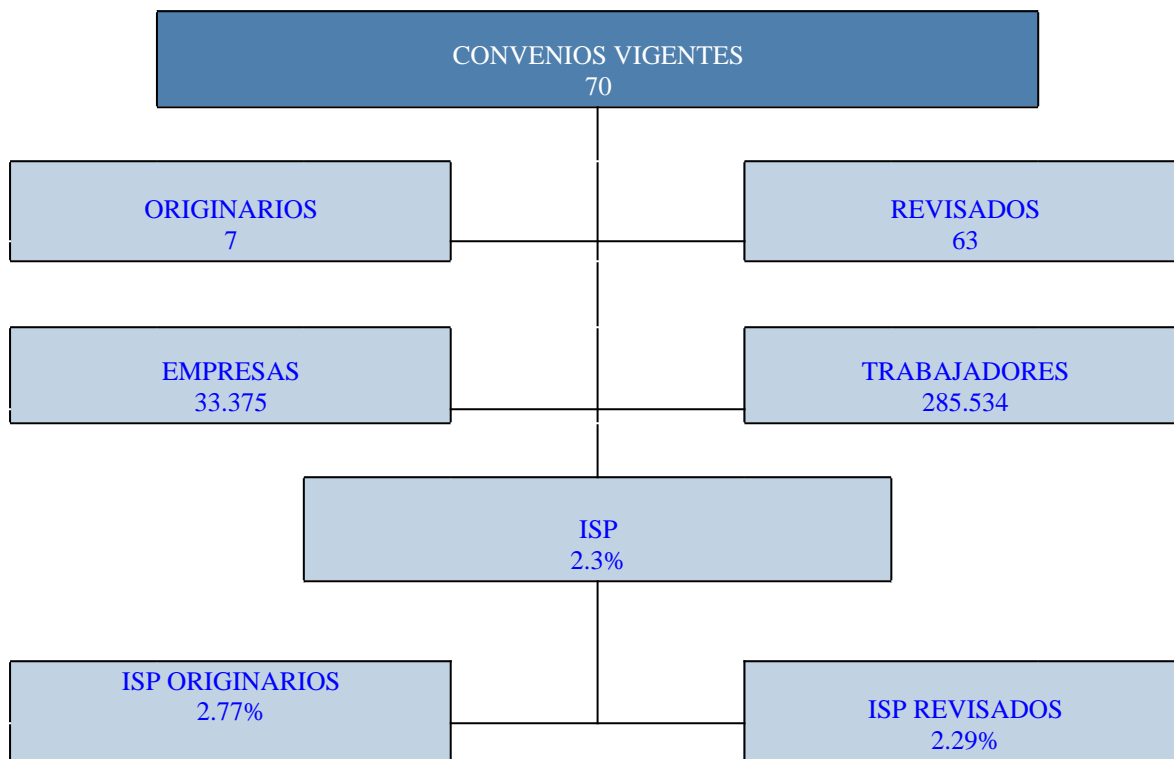 CONVENIOS VIGENTES
70
ORIGINARIOS
7
REVISADOS
63
EMPRESAS
33.375
TRABAJADORES
285.534
ISP
2.3%
ISP ORIGINARIOS
2.77%
ISP REVISADOS
2.29%